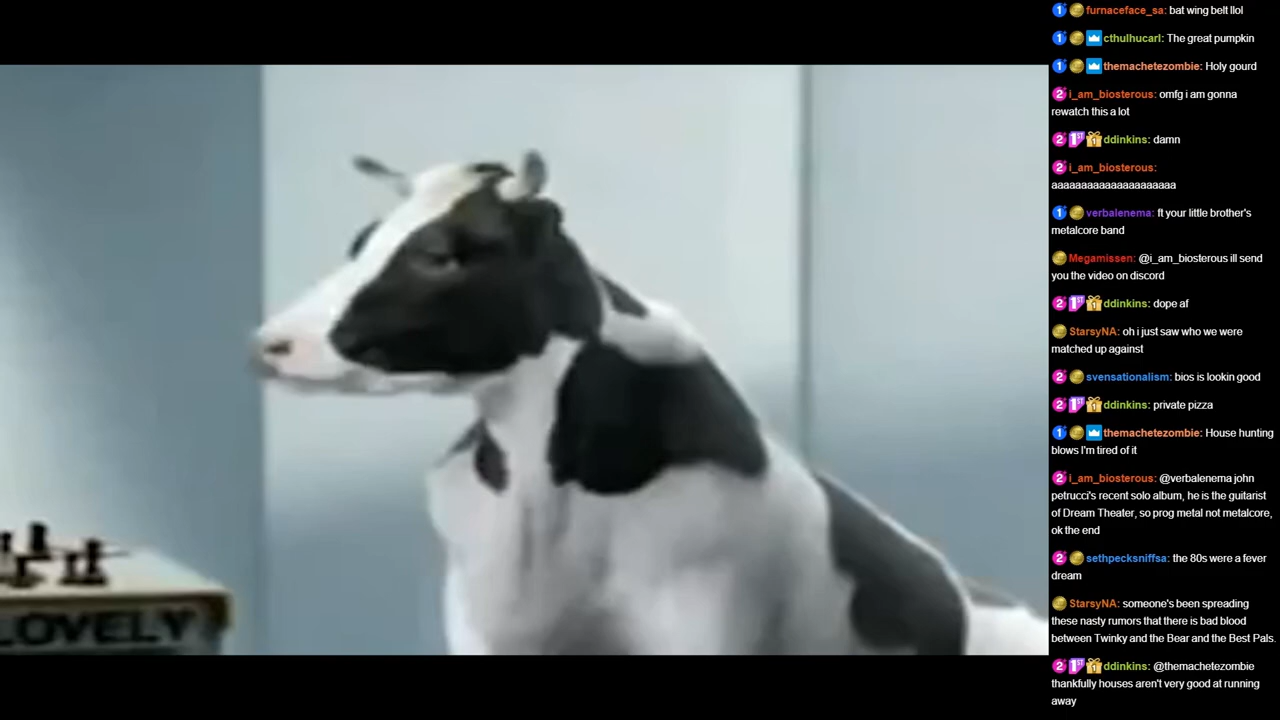 furnaceface_sa: bat wing belt llol
cthulhucarl: The great pumpkin
themachetezombie: Holy gourd
i_am_biosterous: omfg i am gonna
rewatch this a lot
ddinkins: damn
i_am_biosterous:
aaaaaaaaaaaaaaaaaaaaa
verbalenema: ft your little brother's
metalcore band
Megamissen: @i_am_biosterous ill send
you the video on discord
ddinkins: dope af
StarsyNA: oh i just saw who we were
matched up against
svensationalism: bios is lookin good
ddinkins: private pizza
themachetezombie: House hunting
blows I'm tired of it
i_am_biosterous: @verbalenema john
petrucci's recent solo album, he is the guitarist
of Dream Theater, so prog metal not metalcore,
ok the end
sethpecksniffsa: the 80s were a fever
dream
StarsyNA: someone's been spreading
these nasty rumors that there is bad blood
between Twinky and the Bear and the Best Pals.
ddinkins: @themachetezombie
thankfully houses aren't very good at running
away
LOVELY